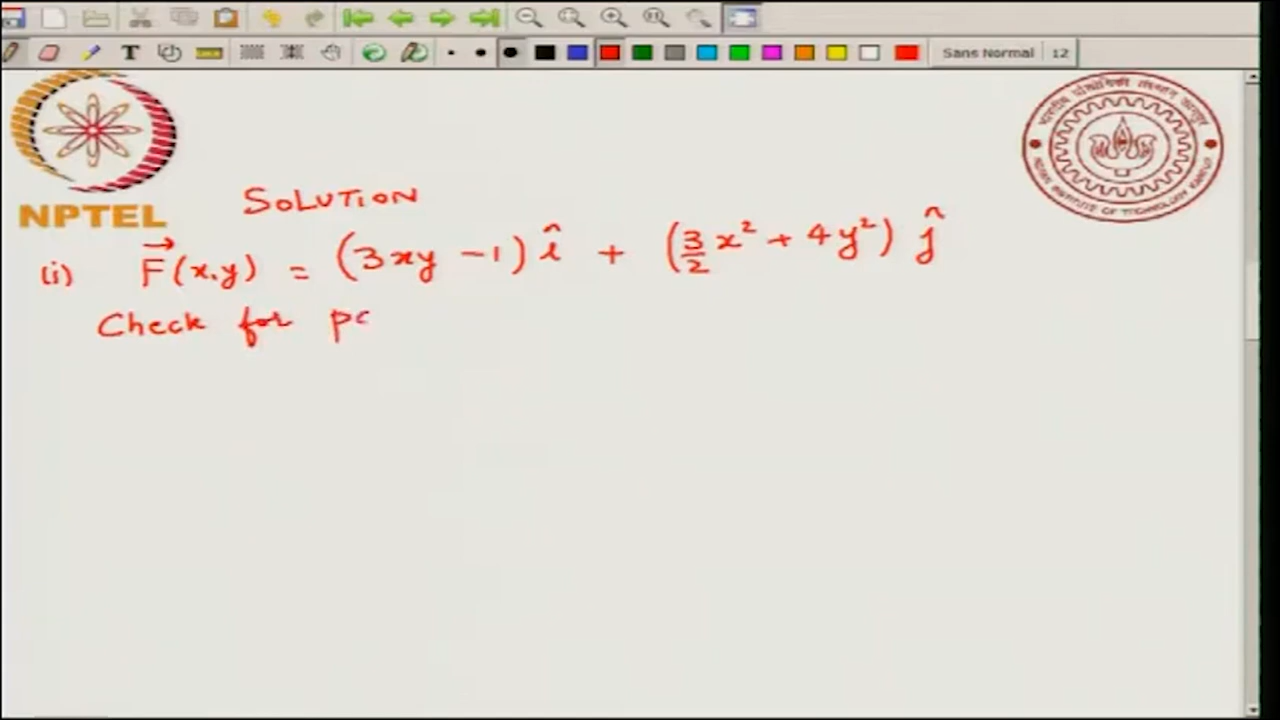 Sans Normal 12
NPTEL
SOLUTION
(i) F⃗(x,y) = (3xy - 1) î + (3/2 x² + 4y²) ĵ
Check for pc